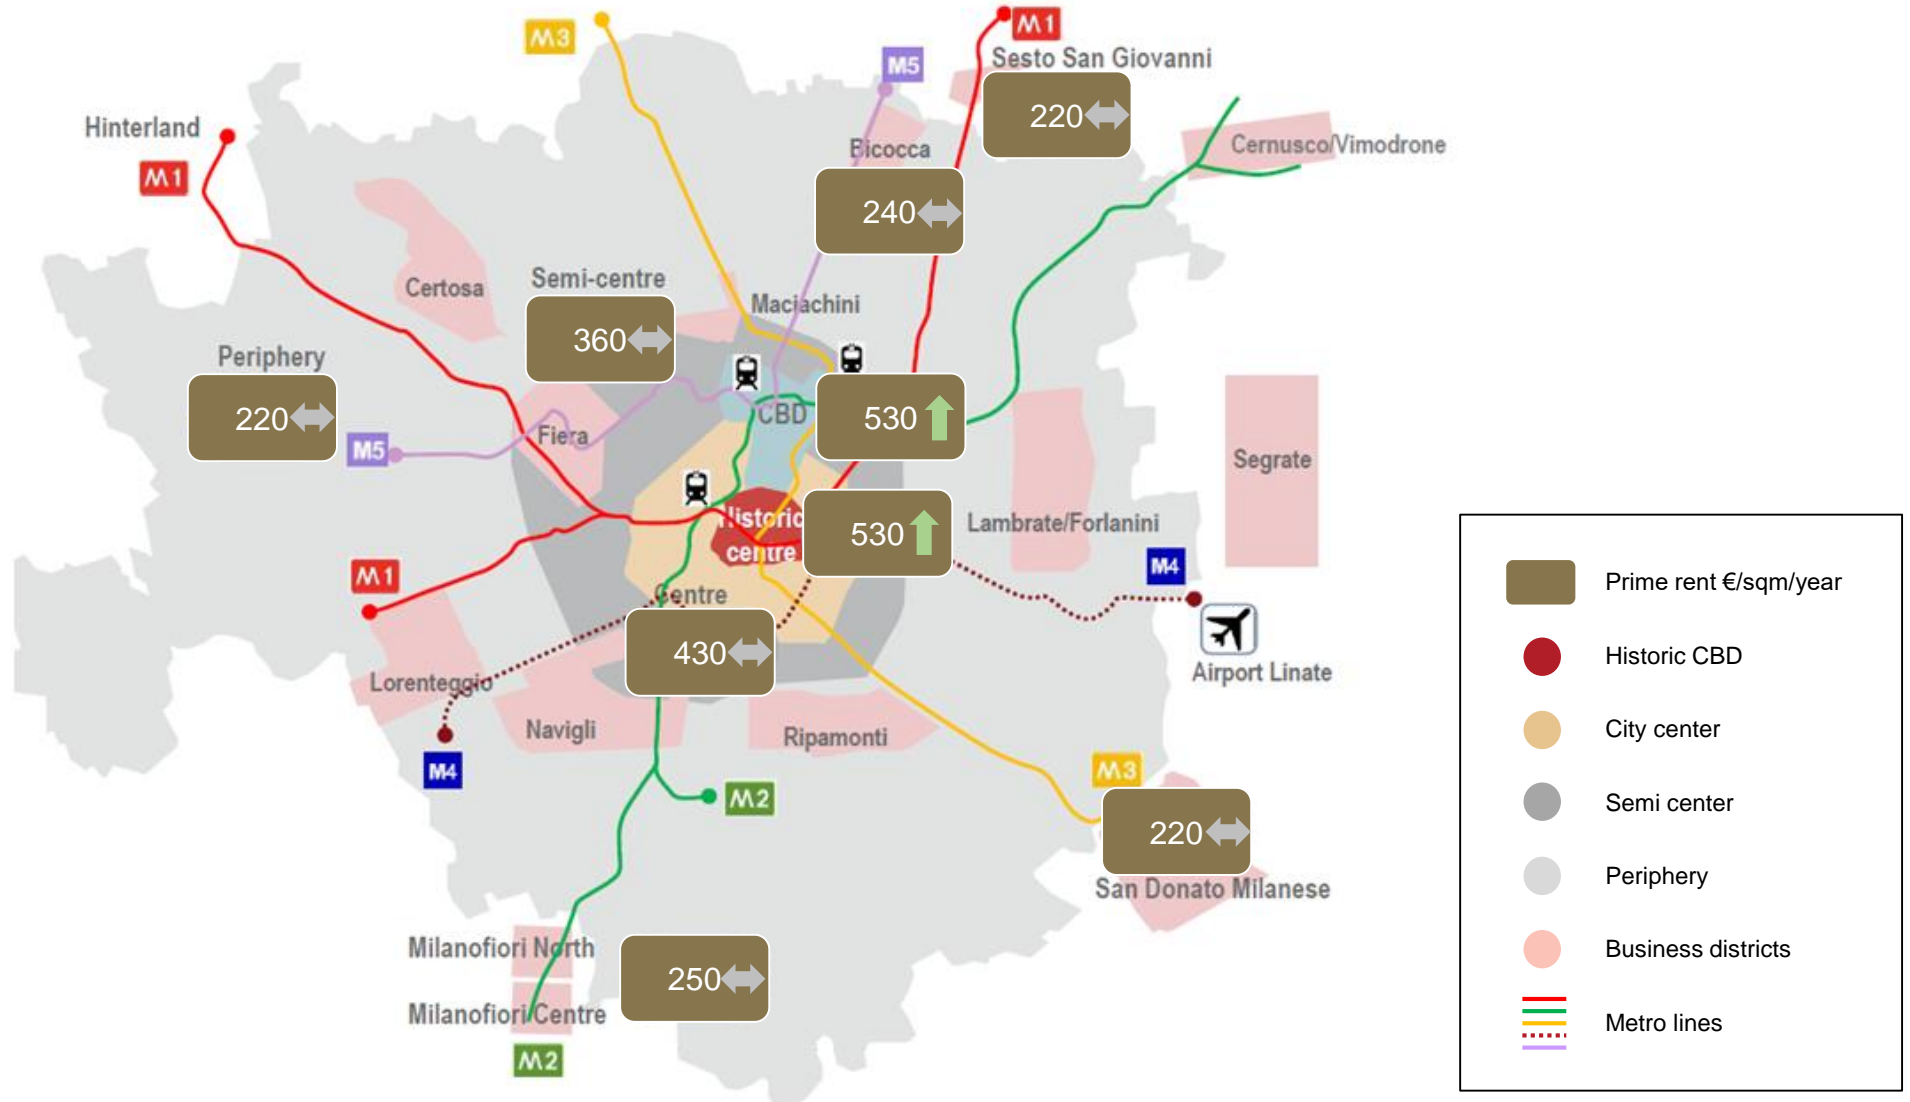 M3
M1
M5
Sesto San Giovanni
220
Hinterland
M1
Bicocca
Cernusco/Vimodrone
240
Certosa
Semi-centre
Maciachini
360
Periphery
220
M5
Fiera
CBD
530
Segrate
Historic
centre
530
Lambrate/Forlanini
M4
M1
Centre
430
Airport Linate
Lorenteggio
Navigli
Ripamonti
M4
M2
M3
220
San Donato Milanese
Milanofiori North
250
Milanofiori Centre
M2
Prime rent €/sqm/year
Historic CBD
City center
Semi center
Periphery
Business districts
Metro lines